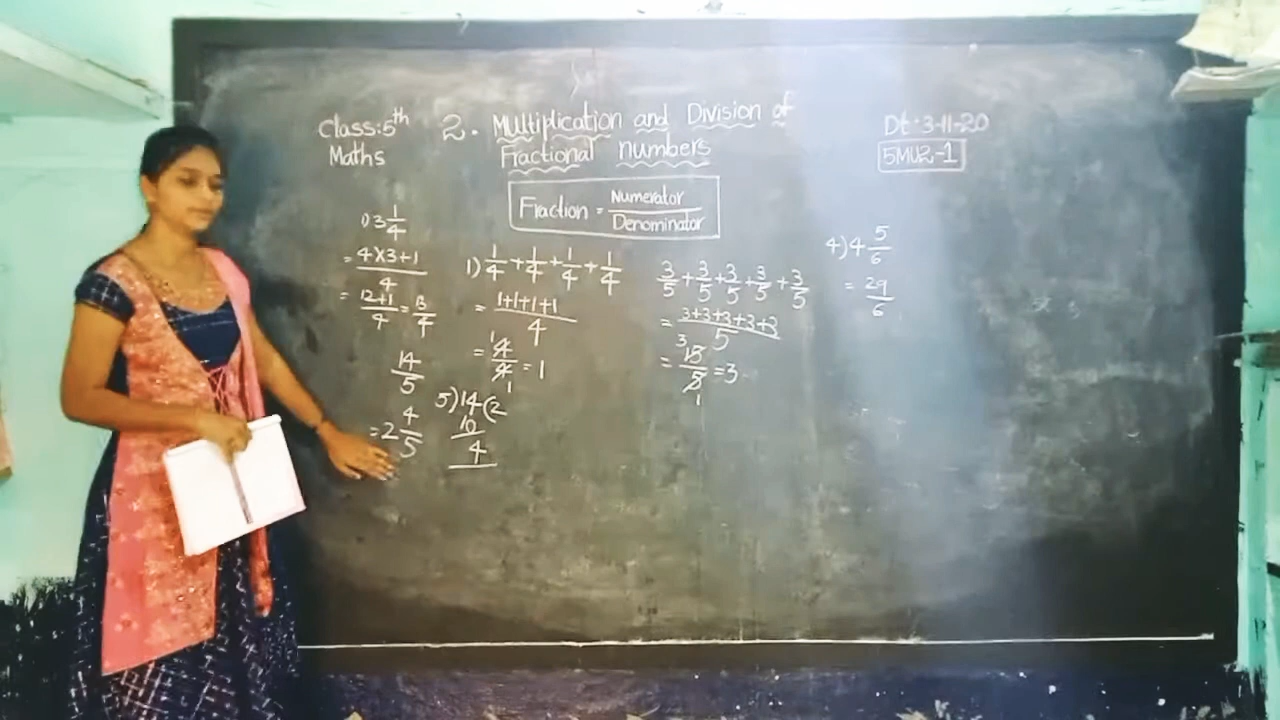 Class: 5th
Maths
2. Multiplication and Division of
Fractional numbers
Dt: 3-11-20
5MU2-1
Fraction = Numerator / Denominator
1) 3 1/4
= 4×3+1 / 4
= 12+1 / 4 = 13/4
14/5
= 2 4/5
1) 1/4 + 1/4 + 1/4 + 1/4
= 1+1+1+1 / 4
= 4/4 = 1
1
1
5) 14 (2
10
4
3/5 + 3/5 + 3/5 + 3/5 + 3/5
= 3+3+3+3+3 / 5
= 15/5 = 3
3
1
4) 4 5/6
= 29/6